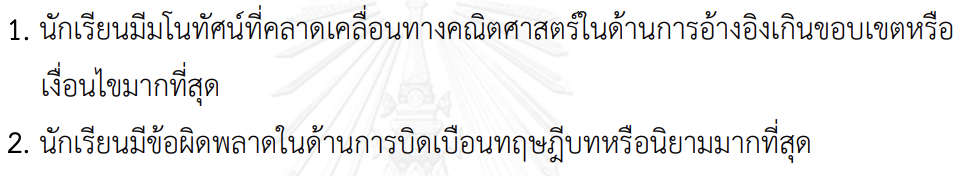 1. นักเรียนมีมโนทัศน์ที่คลาดเคลื่อนทางคณิตศาสตร์ในด้านการอ้างอิงเกินขอบเขตหรือ
เงื่อนไขมากที่สุด
2. นักเรียนมีข้อผิดพลาดในด้านการบิดเบือนทฤษฎีบทหรือนิยามมากที่สุด